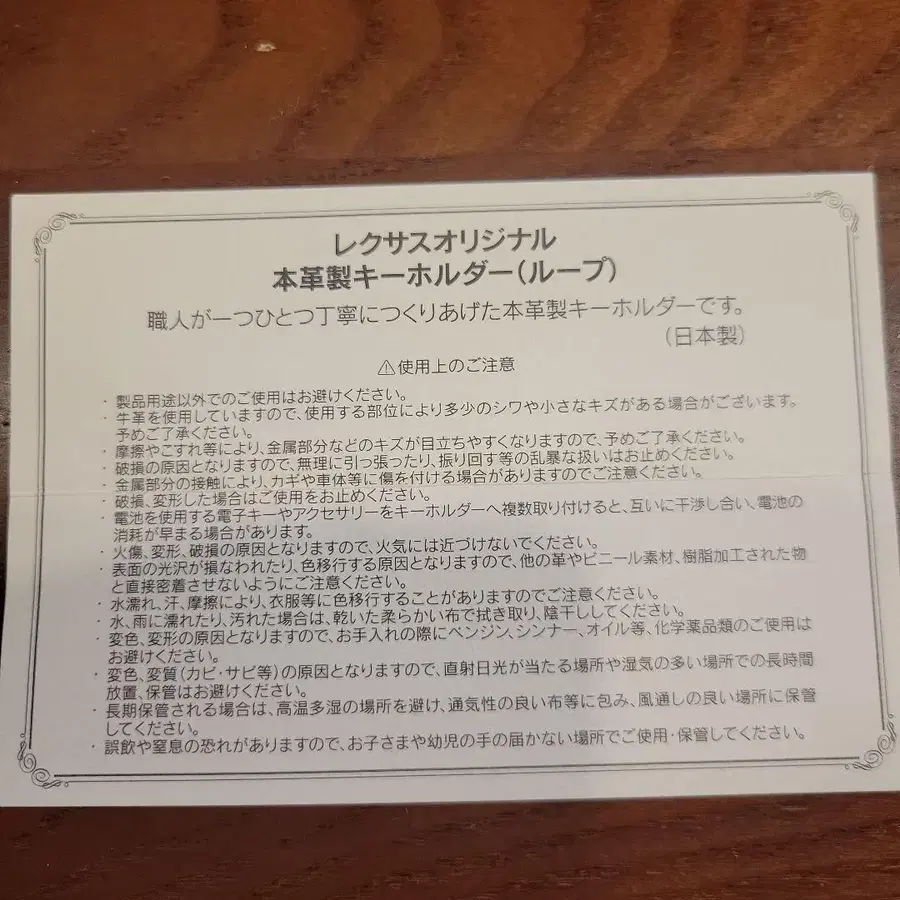 レクサスオリジナル
本革製キーホルダー(ループ)
職人が一つひとつ丁寧につくりあげた本革製キーホルダーです。
(日本製)
⚠使用上のご注意
・製品用途以外でのご使用はお避けください。
・牛革を使用していますので、使用する部位により多少のシワや小さなキズがある場合がございます。
予めご了承ください。
・摩擦やこすれ等により、金属部分などのキズが目立ちやすくなりますので、予めご了承ください。
・破損の原因となりますので、無理に引っ張ったり、振り回す等の乱暴な扱いはお止めください。
・金属部分の接触により、カギや車体等に傷を付ける場合がありますのでご注意ください。
・破損、変形した場合はご使用をお止めください。
・電池を使用する電子キーやアクセサリーをキーホルダーへ複数取り付けると、互いに干渉し合い、電池の
消耗が早まる場合があります。
・火傷、変形、破損の原因となりますので、火気には近づけないでください。
・表面の光沢が損なわれたり、色移行する原因となりますので、他の革やビニール素材、樹脂加工された物
と直接密着させないようにご注意ください。
・水濡れ、汗、摩擦により、衣服等に色移行することがありますのでご注意ください。
・水、雨に濡れたり、汚れた場合は、乾いた柔らかい布で拭き取り、陰干ししてください。
・変色、変形の原因となりますので、お手入れの際にベンジン、シンナー、オイル等、化学薬品類のご使用は
お避けください。
・変色、変質(カビ・サビ等)の原因となりますので、直射日光が当たる場所や湿気の多い場所での長時間
放置、保管はお避けください。
・長期保管される場合は、高温多湿の場所を避け、通気性の良い布等に包み、風通しの良い場所に保管
してください。
・誤飲や窒息の恐れがありますので、お子さまや幼児の手の届かない場所でご使用・保管してください。